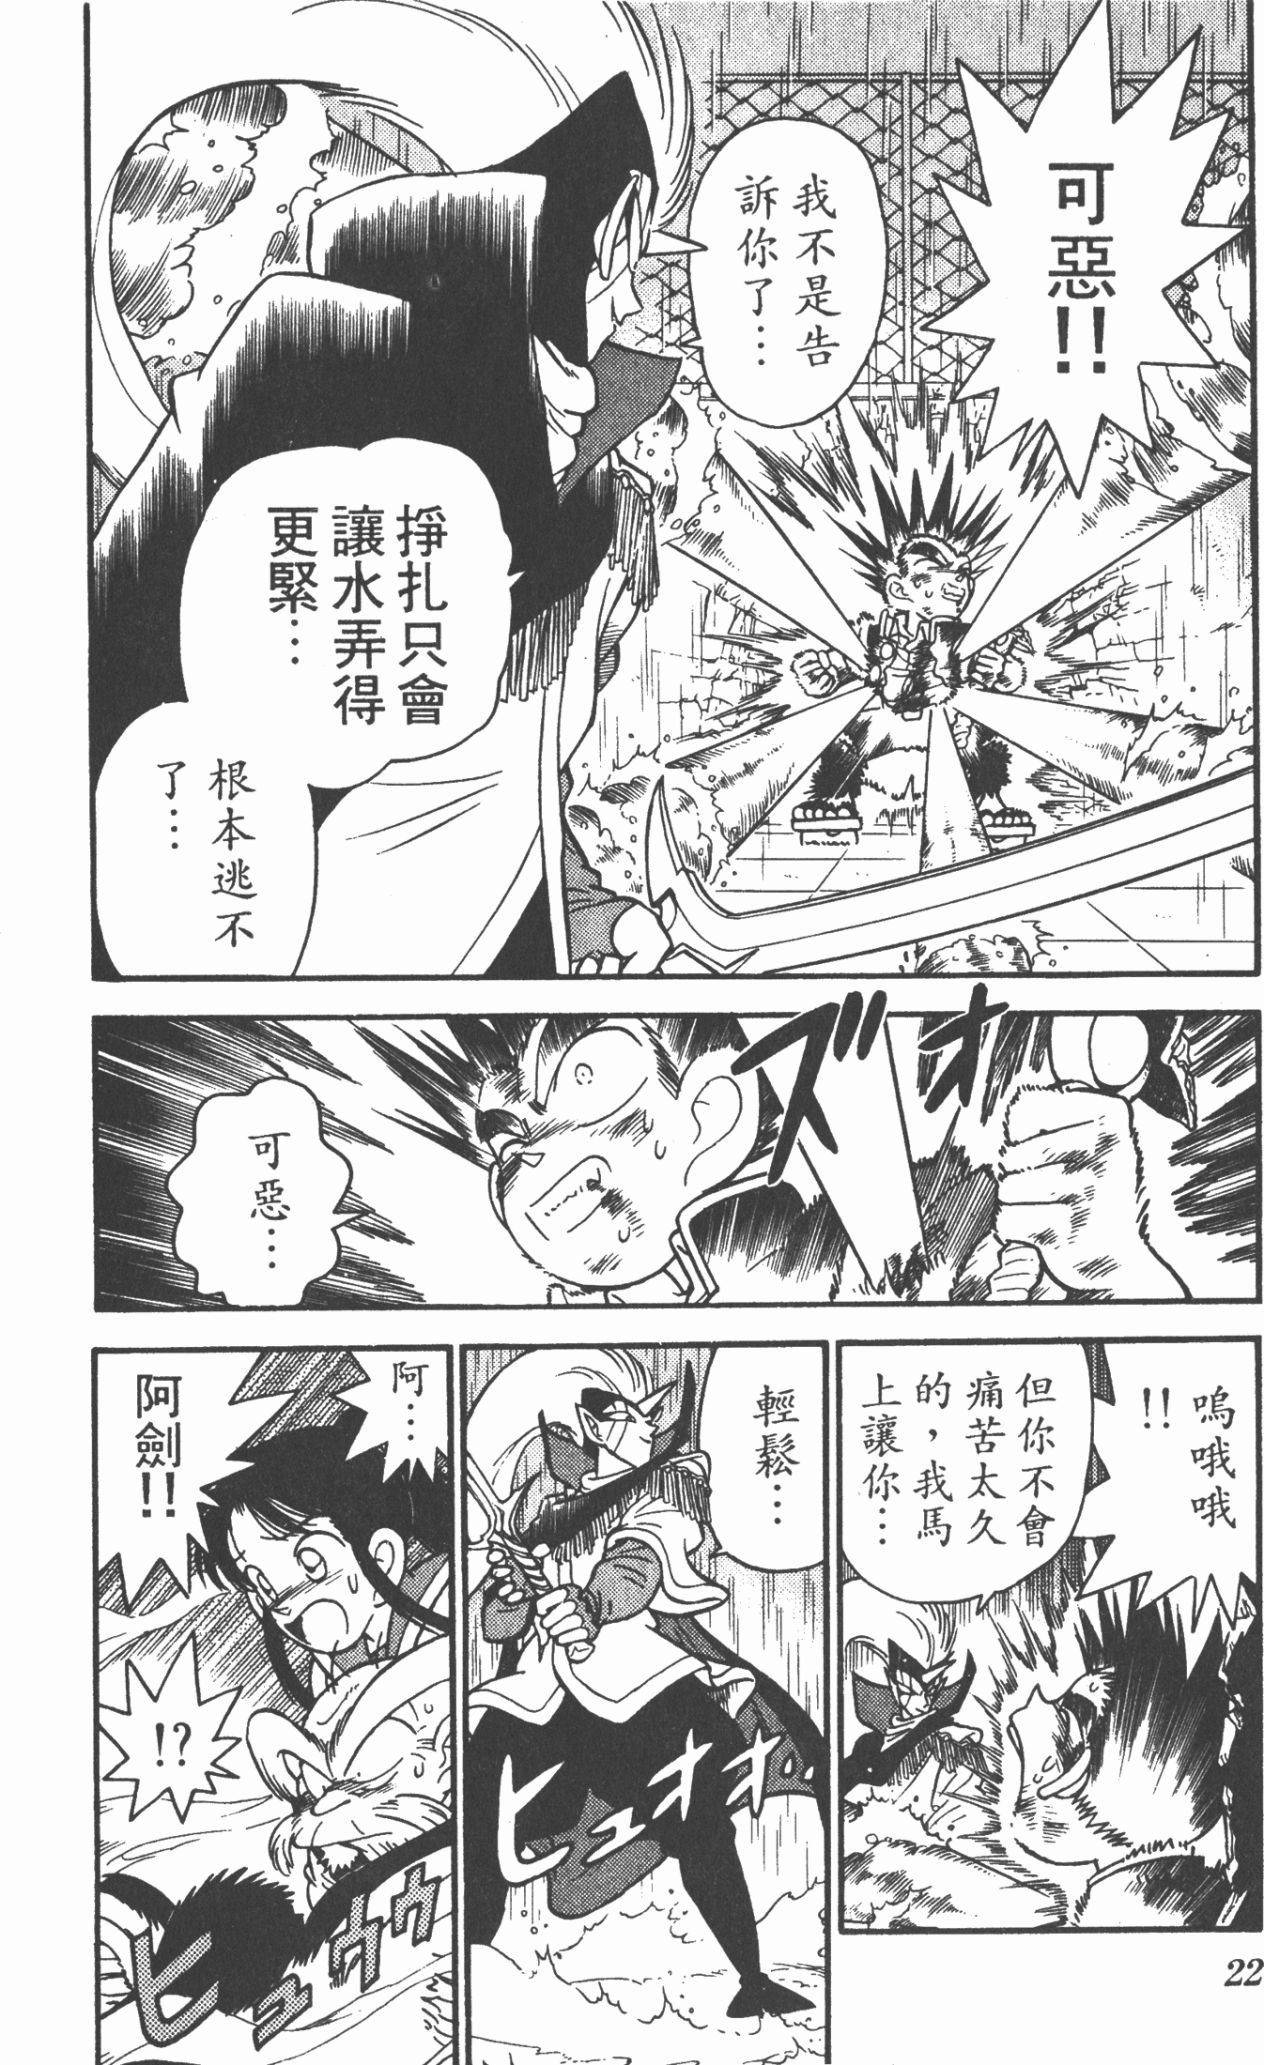 可惡!!
我不是告
訴你了…
掙扎只會
讓水弄得
更緊…
根本逃不
了…
ズオ
可惡…
嗚哦哦
!!
但你不會
痛苦太久
的，我馬
上讓你…
輕鬆…
ヒュオオ…
阿…
阿劍!!
!?
ヒュウウ
22